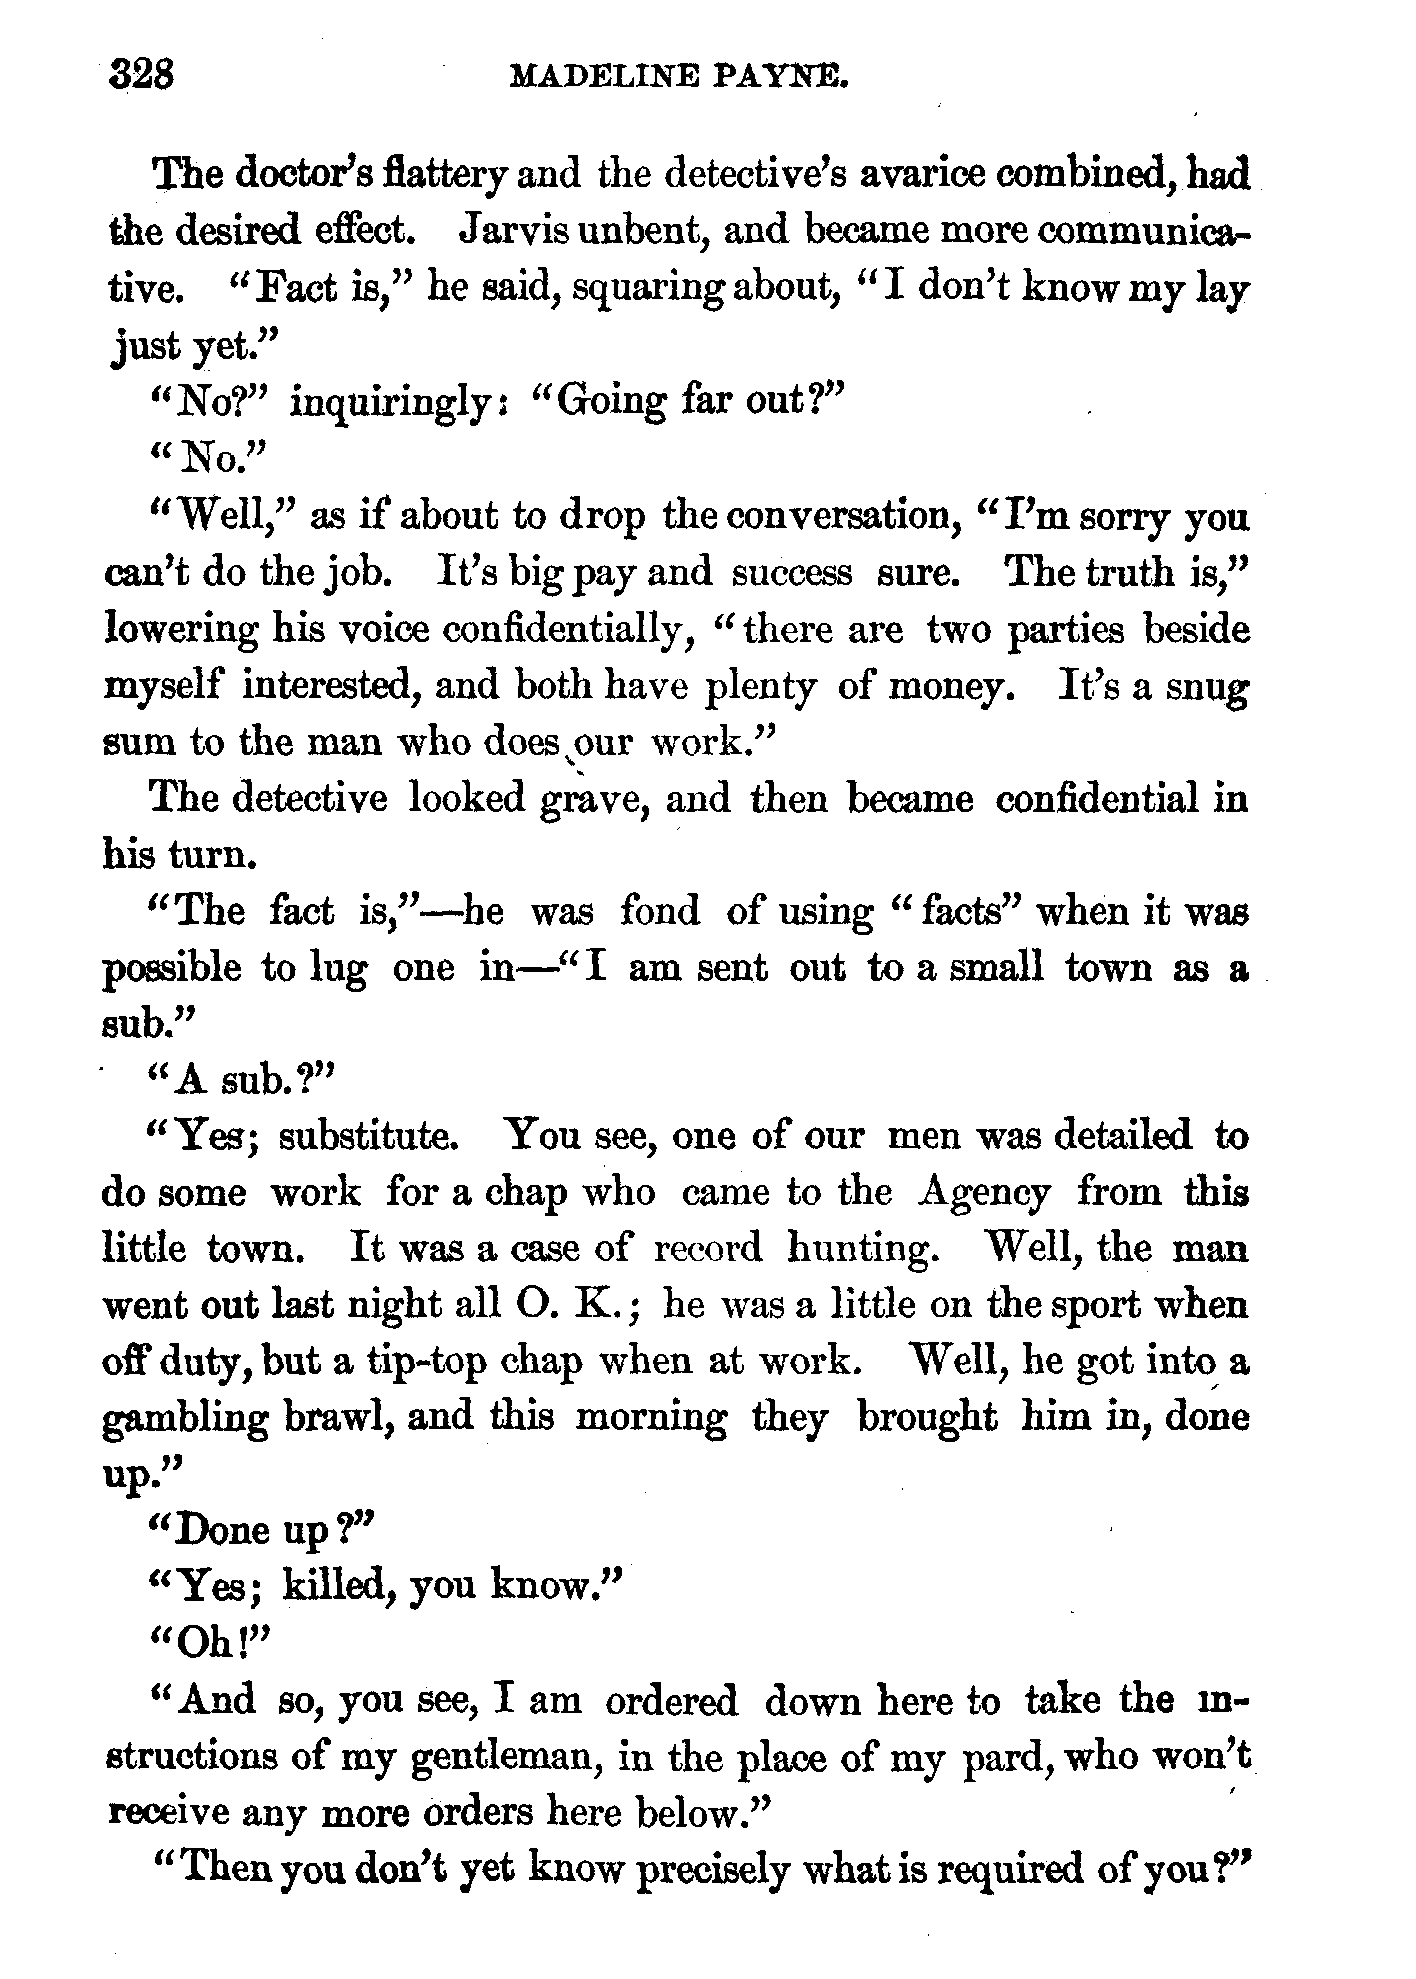 328 MADELINE PAYNE.
The doctor's flattery and the detective's avarice combined, had
the desired effect. Jarvis unbent, and became more communica-
tive. "Fact is," he said, squaring about, "I don't know my lay
just yet."
"No?" inquiringly: "Going far out?"
"No."
"Well," as if about to drop the conversation, "I'm sorry you
can't do the job. It's big pay and success sure. The truth is,"
lowering his voice confidentially, "there are two parties beside
myself interested, and both have plenty of money. It's a snug
sum to the man who does our work."
The detective looked grave, and then became confidential in
his turn.
"The fact is,"—he was fond of using "facts" when it was
possible to lug one in—"I am sent out to a small town as a
sub."
"A sub.?"
"Yes; substitute. You see, one of our men was detailed to
do some work for a chap who came to the Agency from this
little town. It was a case of record hunting. Well, the man
went out last night all O. K.; he was a little on the sport when
off duty, but a tip-top chap when at work. Well, he got into a
gambling brawl, and this morning they brought him in, done
up."
"Done up?"
"Yes; killed, you know."
"Oh!"
"And so, you see, I am ordered down here to take the in-
structions of my gentleman, in the place of my pard, who won't
receive any more orders here below."
"Then you don't yet know precisely what is required of you?"